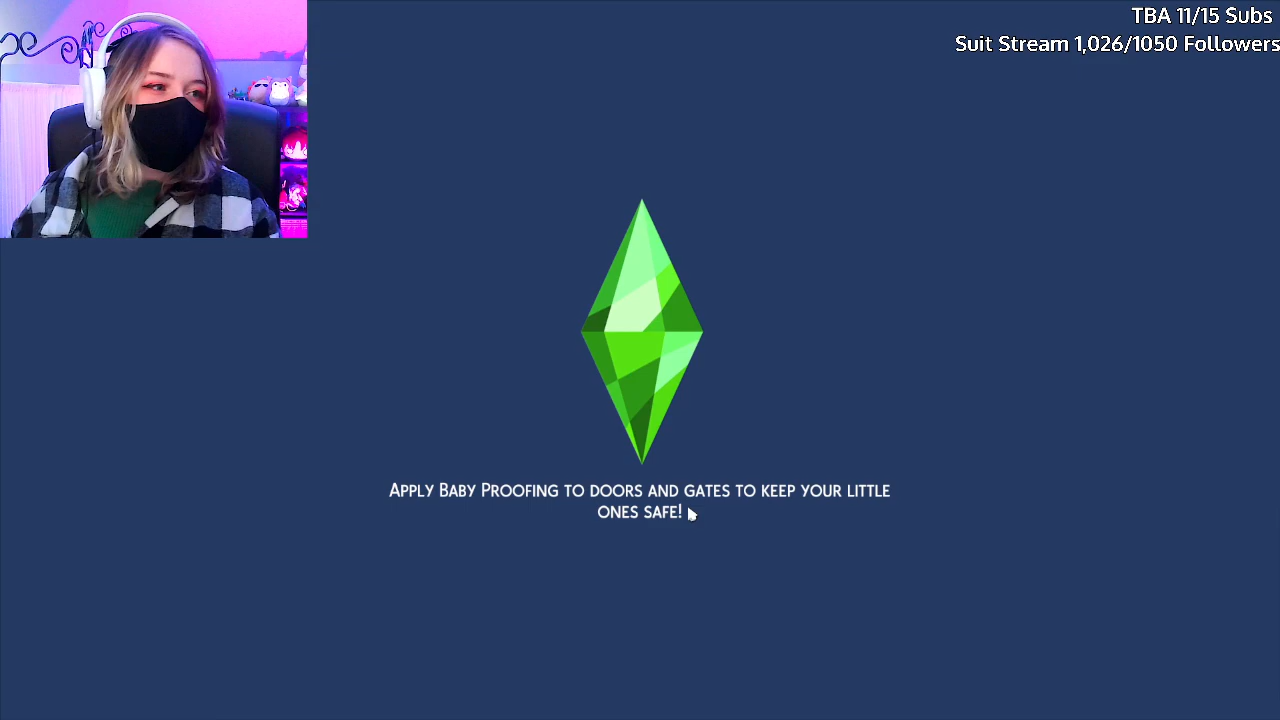 TBA 11/15 Subs
Suit Stream 1,026/1050 Followers
Apply Baby Proofing to doors and gates to keep your little
ones safe!